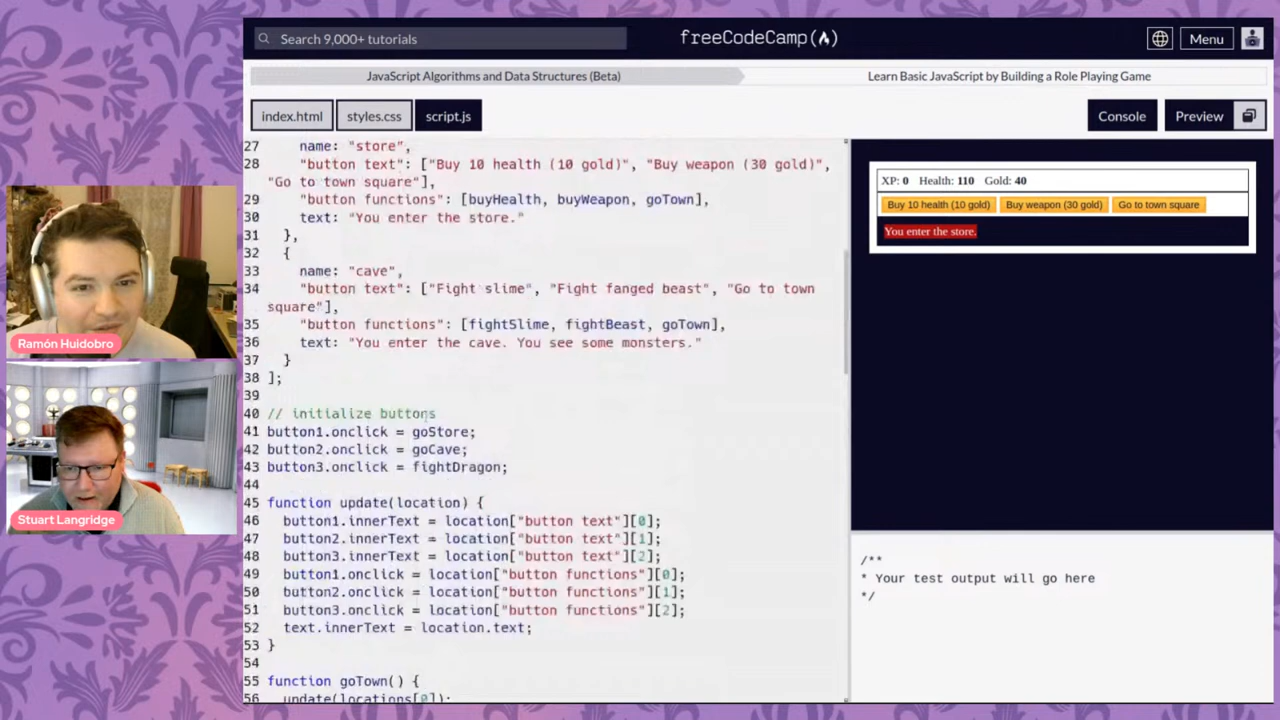 Search 9,000+ tutorials
freeCodeCamp
Menu
JavaScript Algorithms and Data Structures (Beta)
Learn Basic JavaScript by Building a Role Playing Game
index.html
styles.css
script.js
Console
Preview
27 name: "store",
28 "button text": ["Buy 10 health (10 gold)", "Buy weapon (30 gold)",
"Go to town square"],
29 "button functions": [buyHealth, buyWeapon, goTown],
30 text: "You enter the store."
31 },
32 {
33 name: "cave",
34 "button text": ["Fight slime", "Fight fanged beast", "Go to town
square"],
35 "button functions": [fightSlime, fightBeast, goTown],
36 text: "You enter the cave. You see some monsters."
37 }
38 ];
39
40 // initialize buttons
41 button1.onclick = goStore;
42 button2.onclick = goCave;
43 button3.onclick = fightDragon;
44
45 function update(location) {
46 button1.innerText = location["button text"][0];
47 button2.innerText = location["button text"][1];
48 button3.innerText = location["button text"][2];
49 button1.onclick = location["button functions"][0];
50 button2.onclick = location["button functions"][1];
51 button3.onclick = location["button functions"][2];
52 text.innerText = location.text;
53 }
54
55 function goTown() {
56 update(locations[0]);
XP: 0 Health: 110 Gold: 40
Buy 10 health (10 gold)
Buy weapon (30 gold)
Go to town square
You enter the store.
/**
* Your test output will go here
*/
Ramón Huidobro
Stuart Langridge